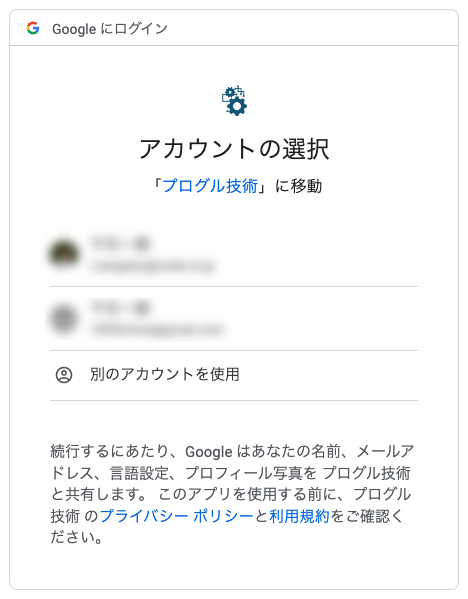 Google にログイン
アカウントの選択
「プログル技術」に移動
別のアカウントを使用
続行するにあたり、Google はあなたの名前、メールア
ドレス、言語設定、プロフィール写真を プログル技術
と共有します。 このアプリを使用する前に、プログル
技術 のプライバシー ポリシーと利用規約をご確認く
ださい。